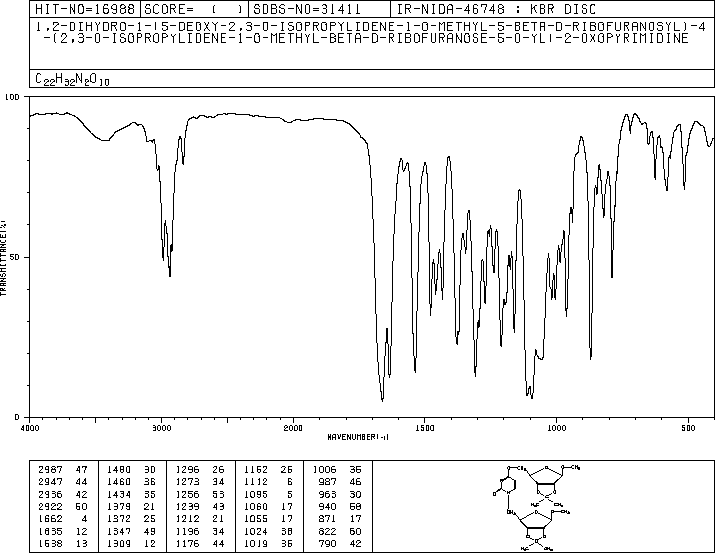 HIT-NO=16988 SCORE= ( ) SDBS-NO=31411 IR-NIDA-46748 : KBR DISC
1,2-DIHYDRO-1-(5-DEOXY-2,3-O-ISOPROPYLIDENE-1-O-METHYL-5-BETA-D-RIBOFURANOSYL)-4
-(2,3-O-ISOPROPYLIDENE-1-O-METHYL-BETA-D-RIBOFURANOSE-5-O-YL)-2-OXOPYRIMIDINE
C22H32N2O10
100
50
0
TRANSMITTANCE(%)
4000 3000 2000 1500 1000 500
WAVENUMBER(-1)
2987 47 1480 30 1296 26 1162 26 1006 36
2947 44 1460 36 1273 34 1112 6 987 46
2936 42 1434 35 1256 53 1095 5 963 30
2922 50 1379 21 1239 43 1060 17 940 58
1662 4 1372 25 1212 21 1055 17 871 17
1635 12 1347 49 1196 34 1024 38 822 60
1538 13 1309 12 1176 44 1019 35 790 42